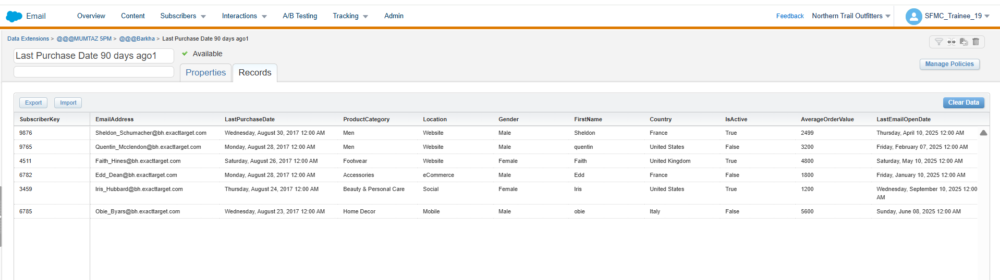 Email Overview Content Subscribers Interactions A/B Testing Tracking Admin Feedback Northern Trail Outfitters SFMC_Trainee_19
Data Extensions > @@@MUMTAZ 5PM > @@@Barkha > Last Purchase Date 90 days ago1
Last Purchase Date 90 days ago1 Available
Manage Policies
Properties Records
Export Import Clear Data
SubscriberKey EmailAddress LastPurchaseDate ProductCategory Location Gender FirstName Country IsActive AverageOrderValue LastEmailOpenDate
9876 Sheldon_Schumacher@bh.exacttarget.com Wednesday, August 30, 2017 12:00 AM Men Website Male Sheldon France True 2499 Thursday, April 10, 2025 12:00 AM
9765 Quentin_Mcclendon@bh.exacttarget.com Monday, August 28, 2017 12:00 AM Men Website Male quentin United States False 3200 Friday, February 07, 2025 12:00 AM
4511 Faith_Hines@bh.exacttarget.com Saturday, August 26, 2017 12:00 AM Footwear Website Female Faith United Kingdom True 4800 Saturday, May 10, 2025 12:00 AM
6782 Edd_Dean@bh.exacttarget.com Monday, August 28, 2017 12:00 AM Accessories eCommerce Male Edd France False 1800 Friday, January 10, 2025 12:00 AM
3459 Iris_Hubbard@bh.exacttarget.com Thursday, August 24, 2017 12:00 AM Beauty & Personal Care Social Female Iris United States True 1200 Wednesday, September 10, 2025 12:00
AM
6785 Obie_Byars@bh.exacttarget.com Wednesday, August 23, 2017 12:00 AM Home Decor Mobile Male obie Italy False 5600 Sunday, June 08, 2025 12:00 AM